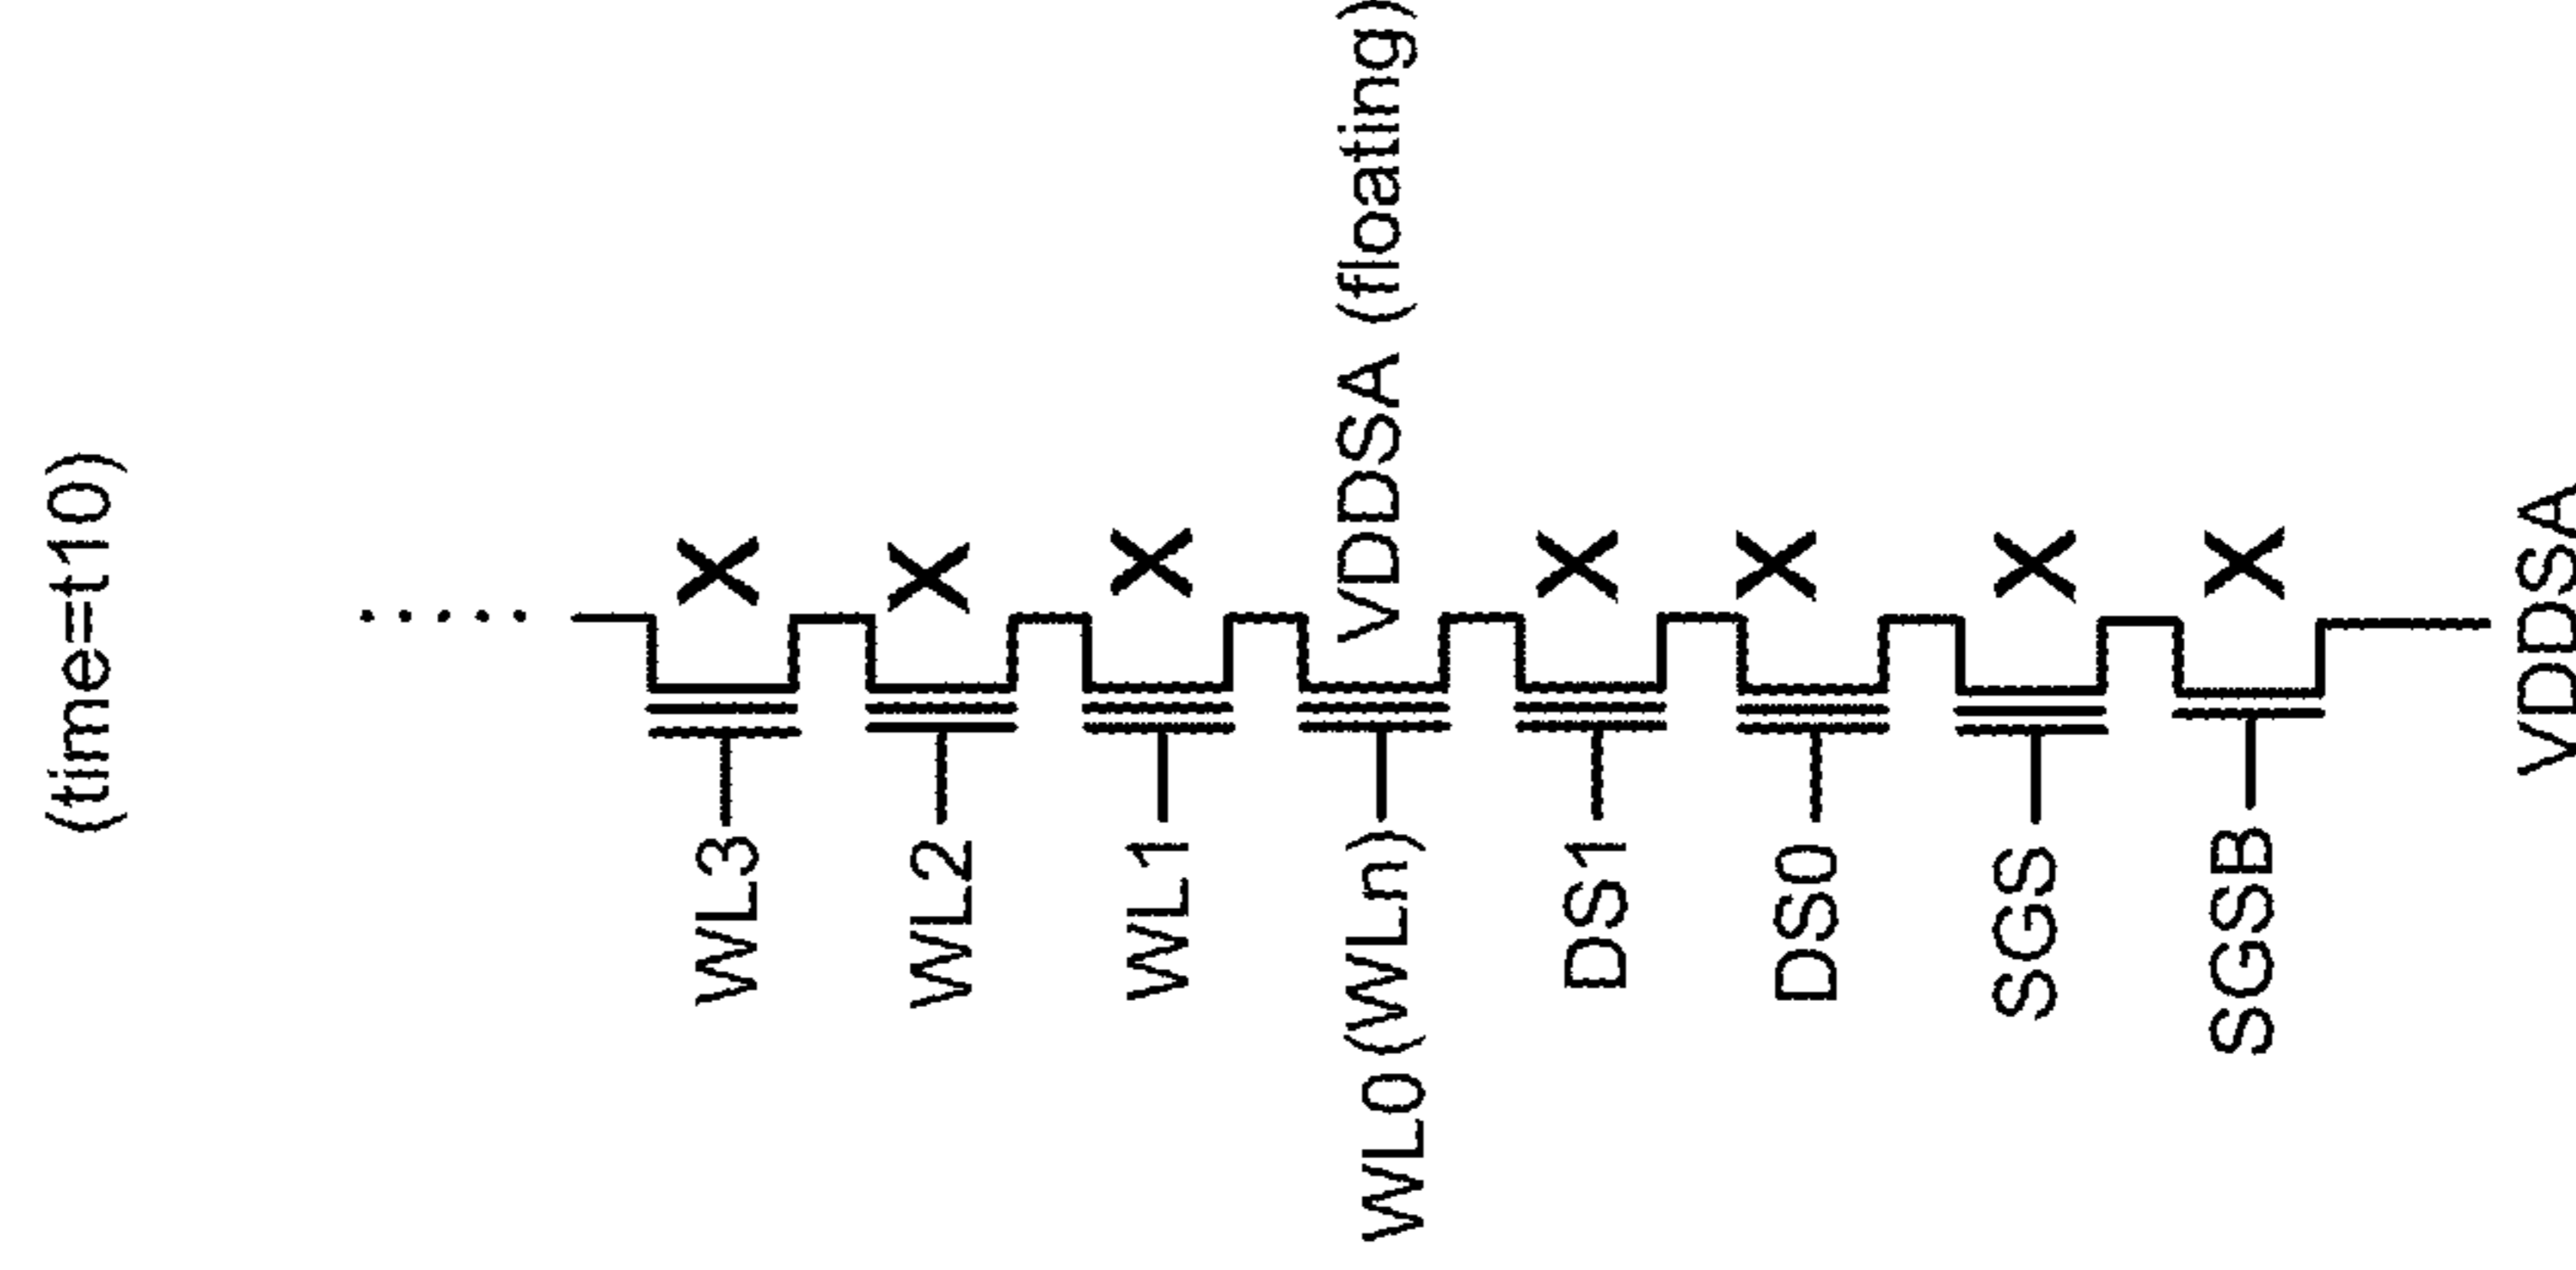 (time=t10)
WL3 X
WL2 X
WL1 X
WL0 (WLn) VDDSA (floating)
DS1 X
DS0 X
SGS X
SGSB X
VDDSA